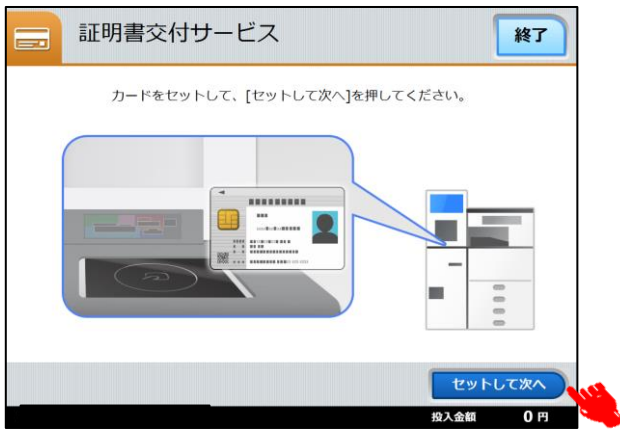 証明書交付サービス
終了
カードをセットして、[セットして次へ]を押してください。
セットして次へ
投入金額 0 円